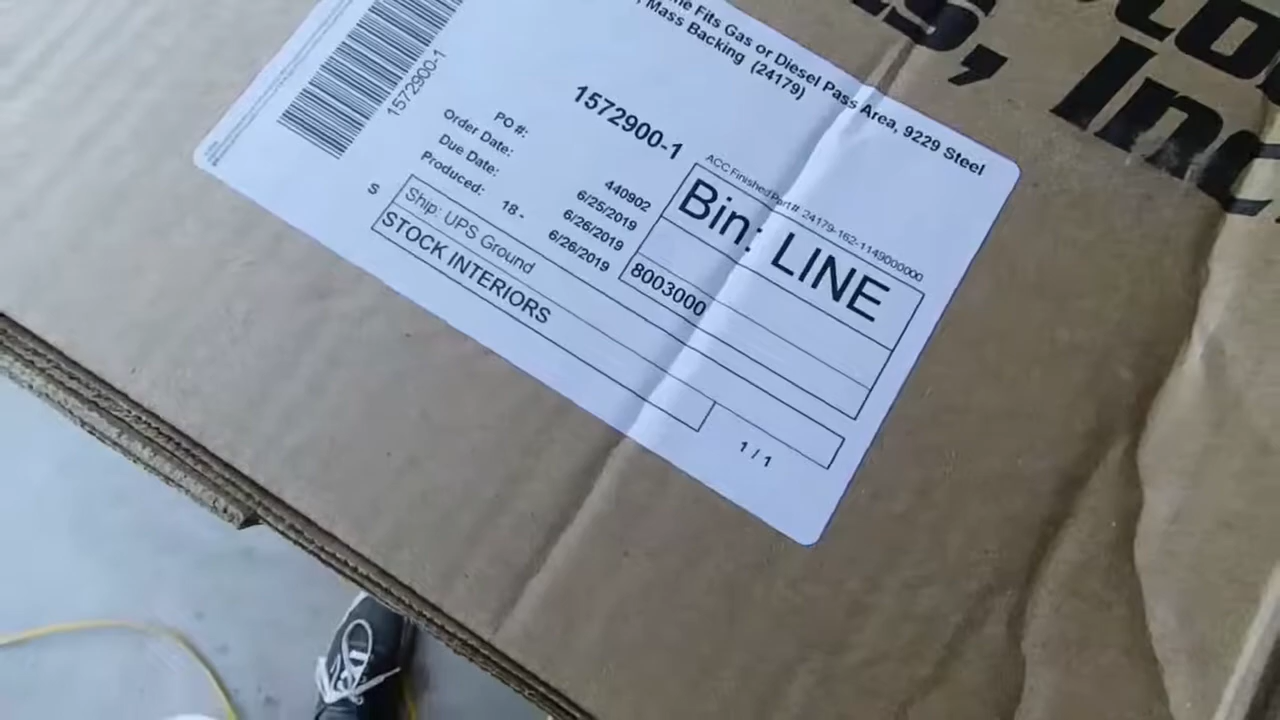 Fits Gas or Diesel Pass Area, 9229 Steel
, Mass Backing (24179)
1572900-1
1572900-1
PO #: 440902
Order Date: 6/25/2019
Due Date: 6/26/2019
Produced: 18 - 6/26/2019
S
ACC Finished Part# 24179-162-1149000000
Bin: LINE
8003000
Ship: UPS Ground
STOCK INTERIORS
1 / 1
s, Inc